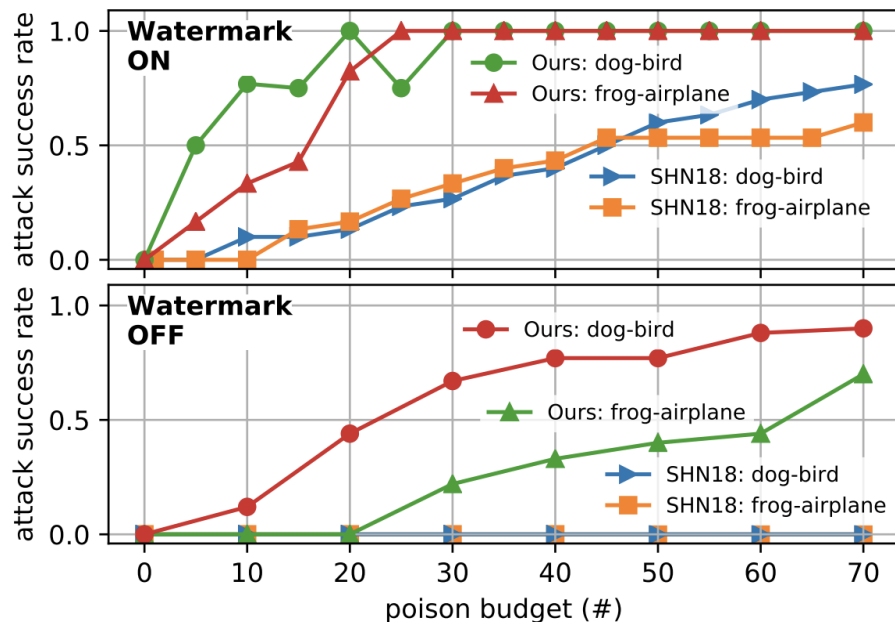 Watermark
ON
attack success rate
1.0
0.5
0.0
Ours: dog-bird
Ours: frog-airplane
SHN18: dog-bird
SHN18: frog-airplane
Watermark
OFF
attack success rate
1.0
0.5
0.0
Ours: dog-bird
Ours: frog-airplane
SHN18: dog-bird
SHN18: frog-airplane
0 10 20 30 40 50 60 70
poison budget (#)